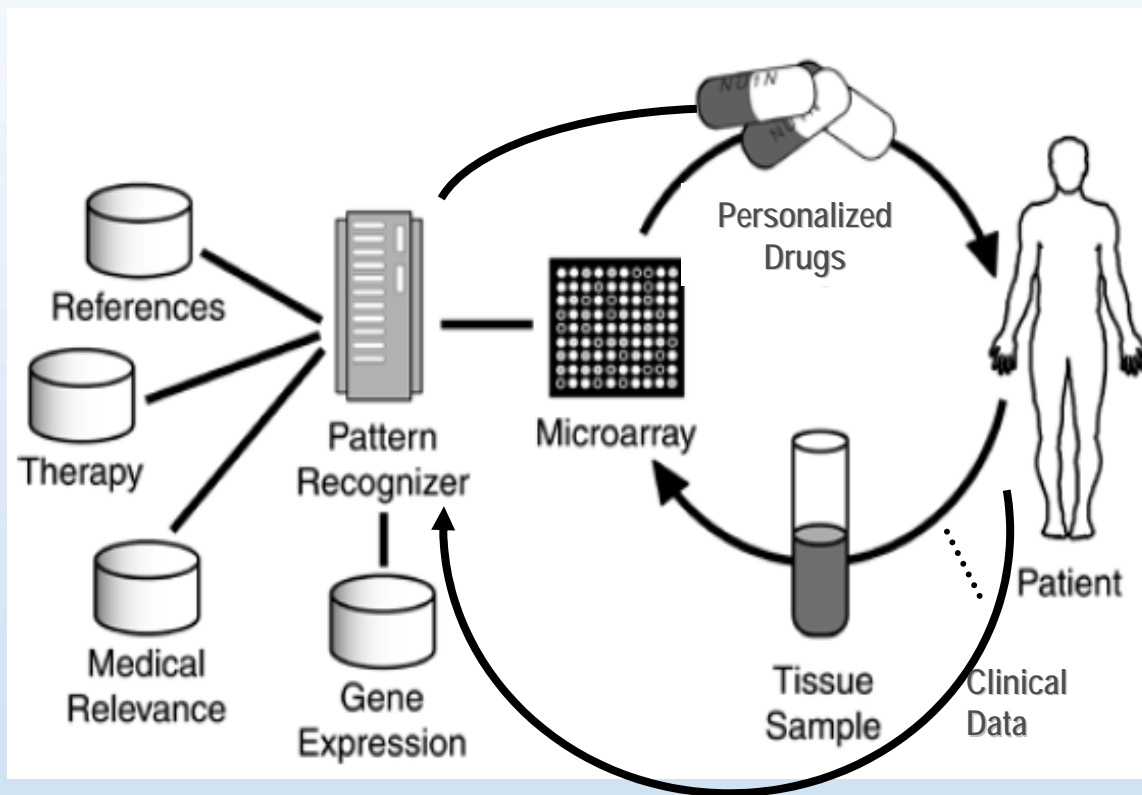 Personalized
Drugs
References
Therapy
Medical
Relevance
Pattern
Recognizer
Gene
Expression
Microarray
Tissue
Sample
Clinical
Data
Patient